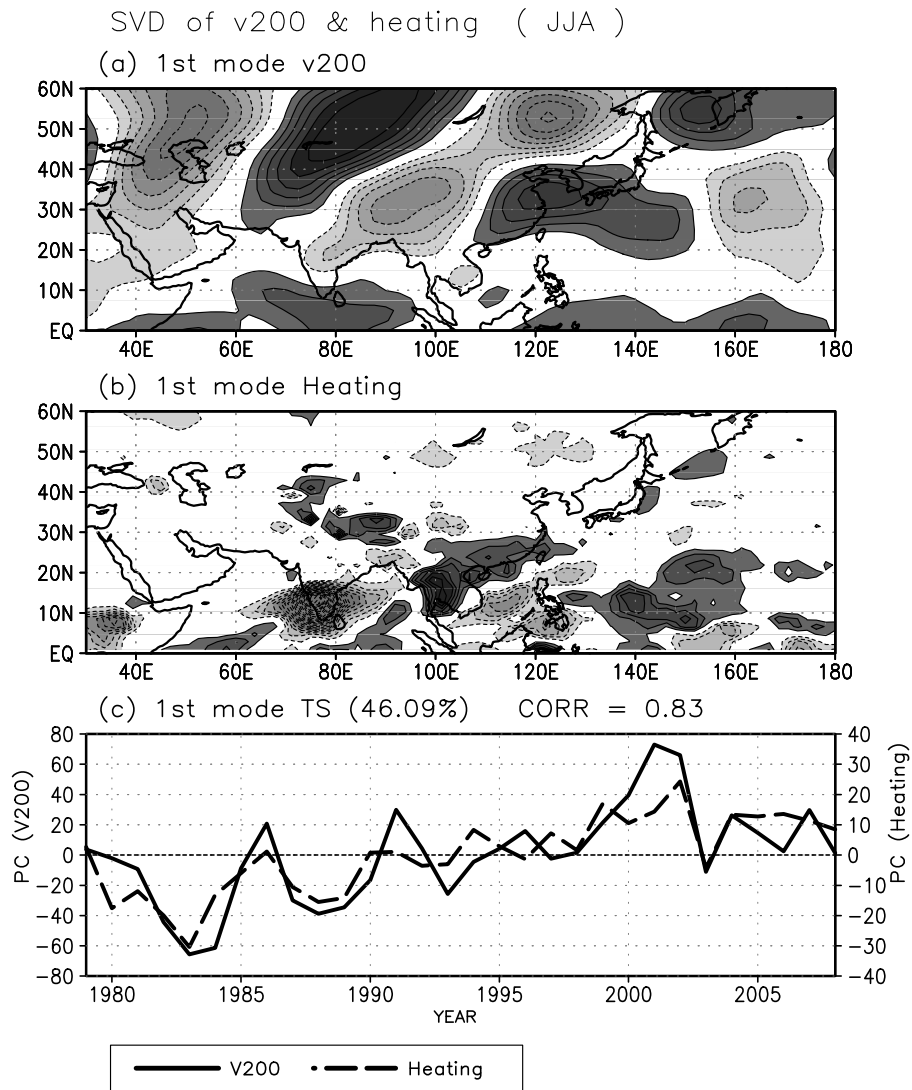 SVD of v200 & heating ( JJA )
(a) 1st mode v200
60N
50N
40N
30N
20N
10N
EQ
40E 60E 80E 100E 120E 140E 160E 180
(b) 1st mode Heating
60N
50N
40N
30N
20N
10N
EQ
40E 60E 80E 100E 120E 140E 160E 180
(c) 1st mode TS (46.09%) CORR = 0.83
PC (V200)
80
60
40
20
0
−20
−40
−60
−80
40
30
20
10
0
−10
−20
−30
−40
PC (Heating)
1980 1985 1990 1995 2000 2005
YEAR
V200 Heating